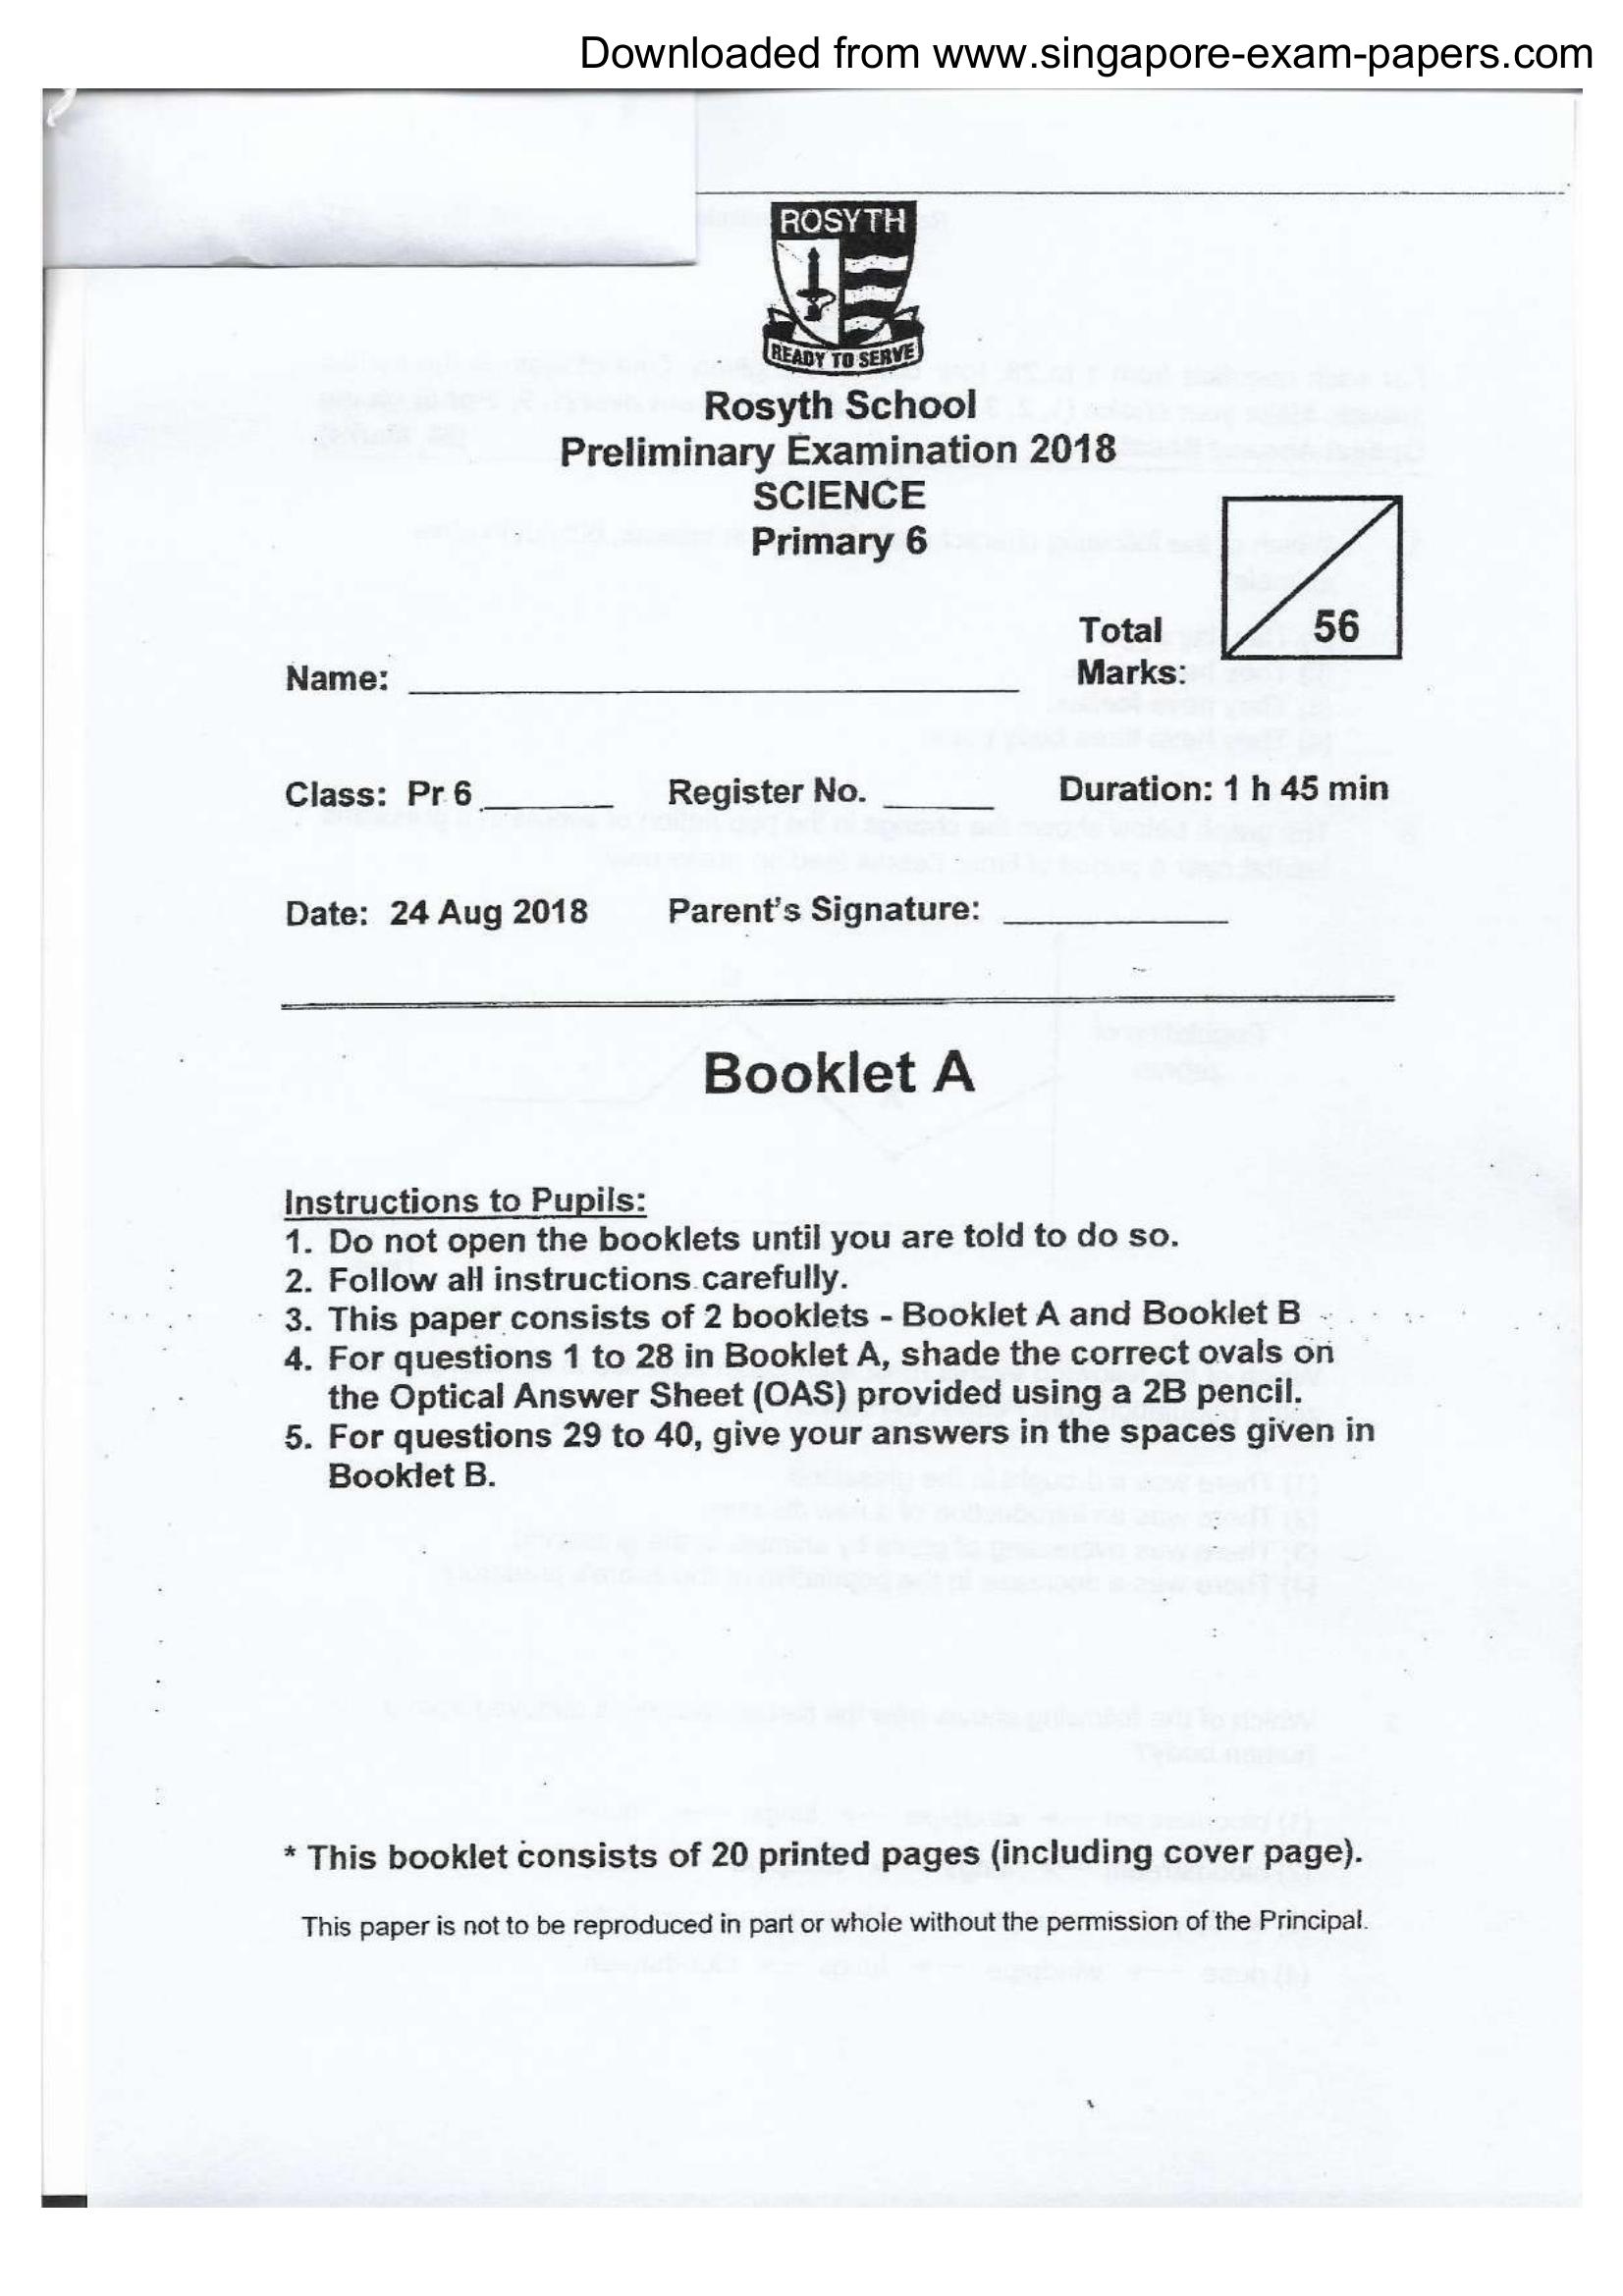 Downloaded from www.singapore-exam-papers.com
ROSYTH
READY TO SERVE
Rosyth School
Preliminary Examination 2018
SCIENCE
Primary 6
Total
Marks:
56
Name:
Class: Pr 6 Register No. Duration: 1 h 45 min
Date: 24 Aug 2018 Parent's Signature:
Booklet A
Instructions to Pupils:
1. Do not open the booklets until you are told to do so.
2. Follow all instructions carefully.
3. This paper consists of 2 booklets - Booklet A and Booklet B
4. For questions 1 to 28 in Booklet A, shade the correct ovals on
the Optical Answer Sheet (OAS) provided using a 2B pencil.
5. For questions 29 to 40, give your answers in the spaces given in
Booklet B.
* This booklet consists of 20 printed pages (including cover page).
This paper is not to be reproduced in part or whole without the permission of the Principal.